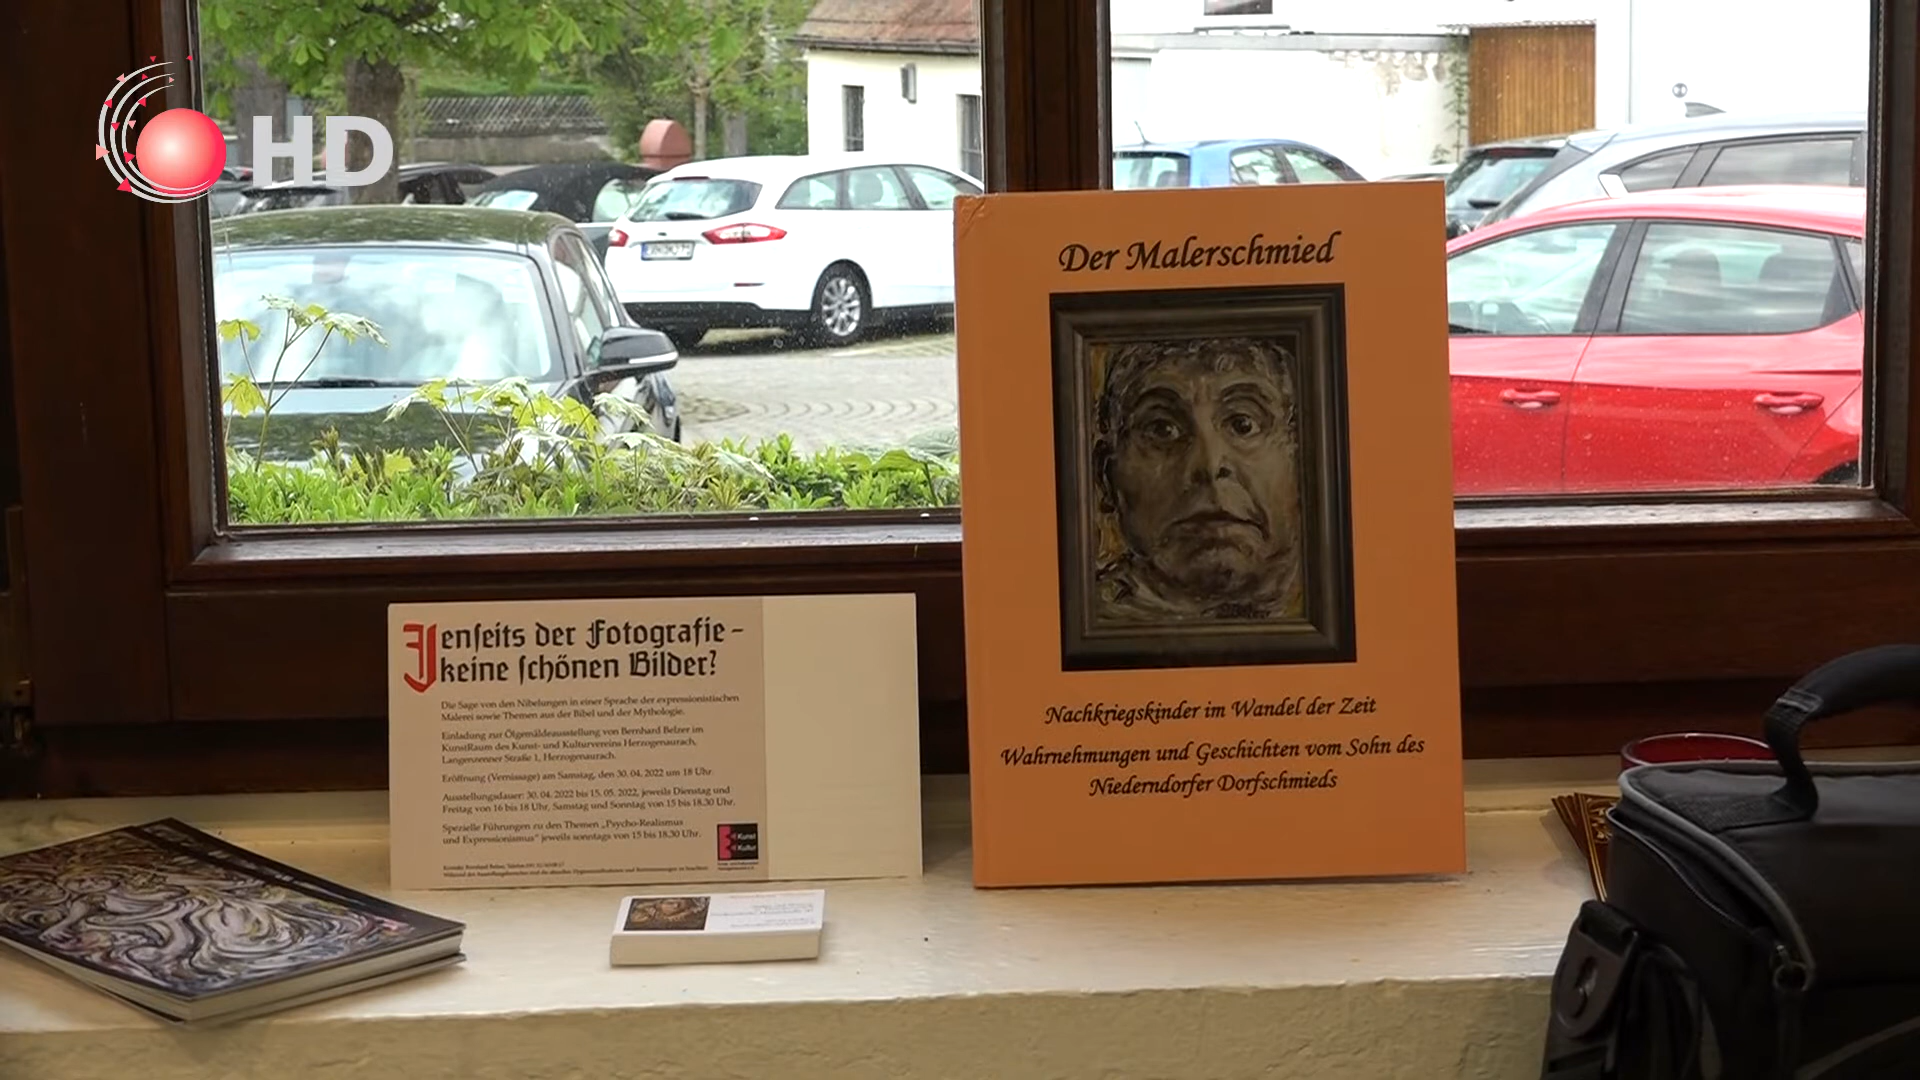 HD
Der Malerschmied
Nachkriegskinder im Wandel der Zeit
Wahrnehmungen und Geschichten vom Sohn des
Niederndorfer Dorfschmieds
Jenseits der Fotografie –
keine schönen Bilder?
Die Sage von den Nibelungen in einer Sprache der expressionistischen
Malerei sowie Themen aus der Bibel und der Mythologie.
Einladung zur Ölgemäldeausstellung von Bernhard Belzer im
KunstRaum des Kunst- und Kulturvereins Herzogenaurach,
Langenzenner Straße 1, Herzogenaurach.
Eröffnung (Vernissage) am Samstag, den 30. 04. 2022 um 18 Uhr.
Ausstellungsdauer: 30. 04. 2022 bis 15. 05. 2022, jeweils Dienstag und
Freitag von 16 bis 18 Uhr, Samstag und Sonntag von 15 bis 18.30 Uhr.
Spezielle Führungen zu den Themen „Psycho-Realismus
und Expressionismus“ jeweils sonntags von 15 bis 18.30 Uhr.
Kunst
Kultur